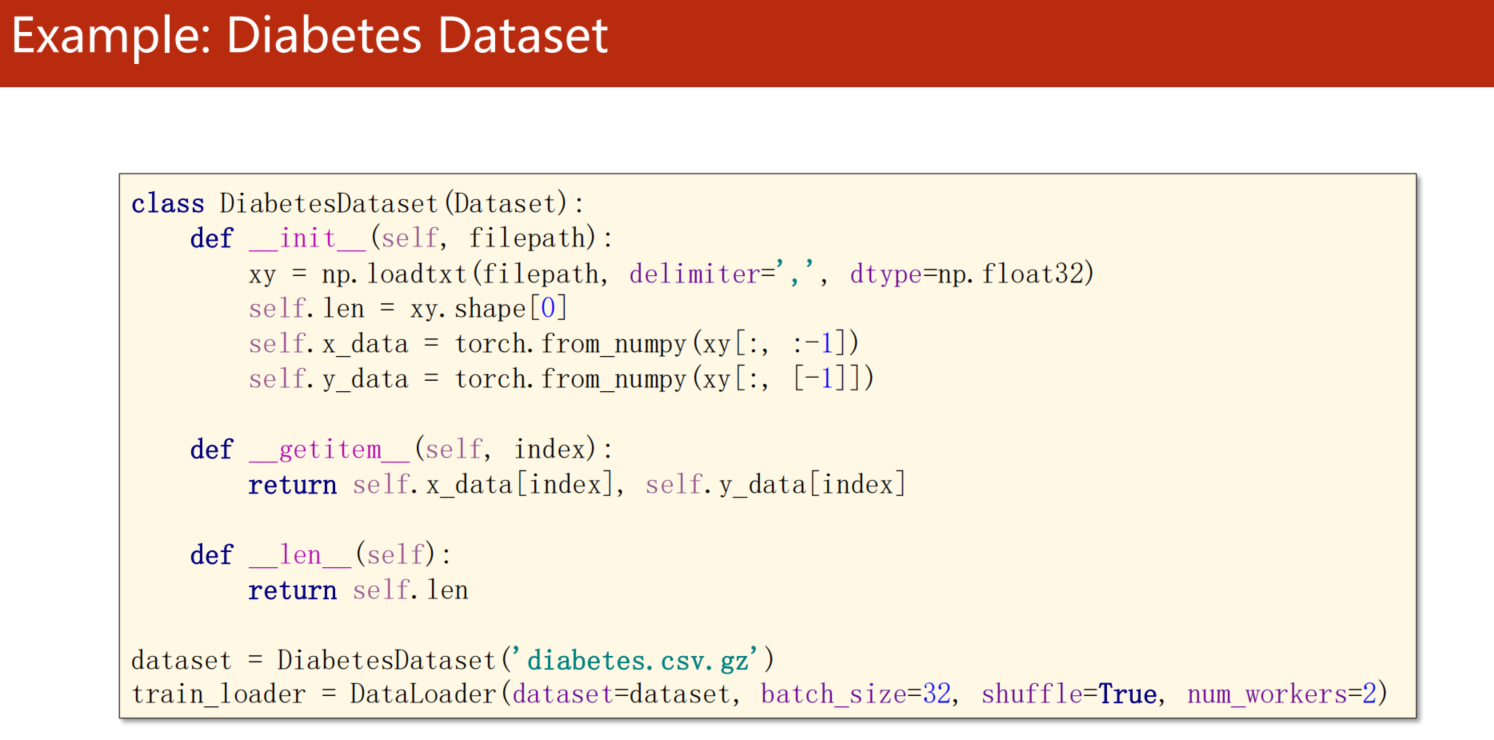 Example: Diabetes Dataset
class DiabetesDataset(Dataset):
    def __init__(self, filepath):
        xy = np.loadtxt(filepath, delimiter=',', dtype=np.float32)
        self.len = xy.shape[0]
        self.x_data = torch.from_numpy(xy[:, :-1])
        self.y_data = torch.from_numpy(xy[:, [-1]])
    def __getitem__(self, index):
        return self.x_data[index], self.y_data[index]
    def __len__(self):
        return self.len
dataset = DiabetesDataset('diabetes.csv.gz')
train_loader = DataLoader(dataset=dataset, batch_size=32, shuffle=True, num_workers=2)